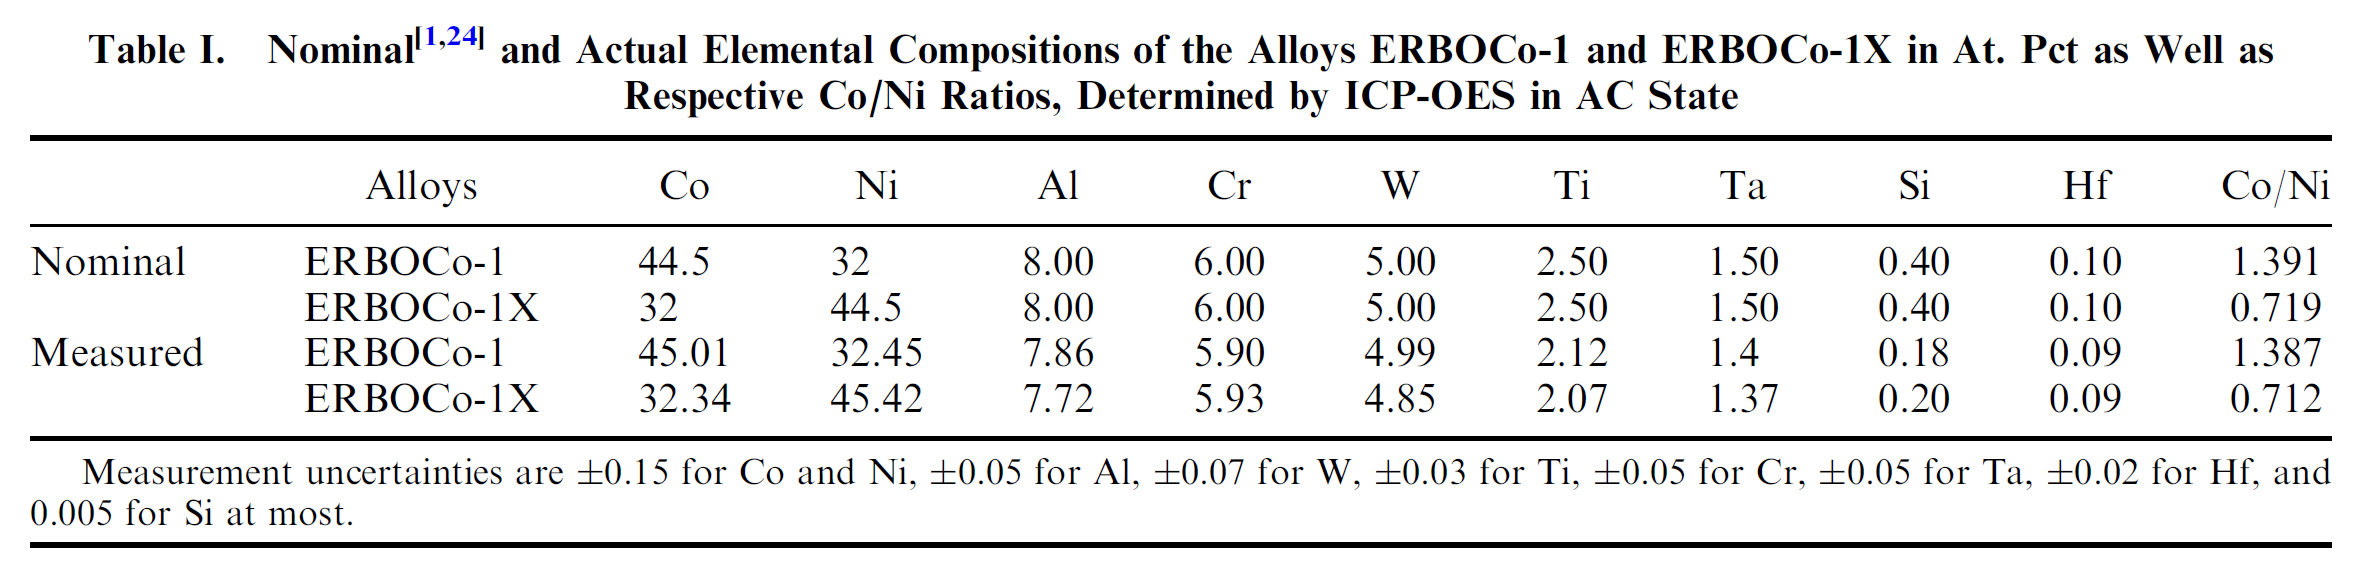 Table I. Nominal[1,24] and Actual Elemental Compositions of the Alloys ERBOCo-1 and ERBOCo-1X in At. Pct as Well as
Respective Co/Ni Ratios, Determined by ICP-OES in AC State
Alloys Co Ni Al Cr W Ti Ta Si Hf Co/Ni
Nominal ERBOCo-1 44.5 32 8.00 6.00 5.00 2.50 1.50 0.40 0.10 1.391
ERBOCo-1X 32 44.5 8.00 6.00 5.00 2.50 1.50 0.40 0.10 0.719
Measured ERBOCo-1 45.01 32.45 7.86 5.90 4.99 2.12 1.4 0.18 0.09 1.387
ERBOCo-1X 32.34 45.42 7.72 5.93 4.85 2.07 1.37 0.20 0.09 0.712
Measurement uncertainties are ±0.15 for Co and Ni, ±0.05 for Al, ±0.07 for W, ±0.03 for Ti, ±0.05 for Cr, ±0.05 for Ta, ±0.02 for Hf, and
0.005 for Si at most.